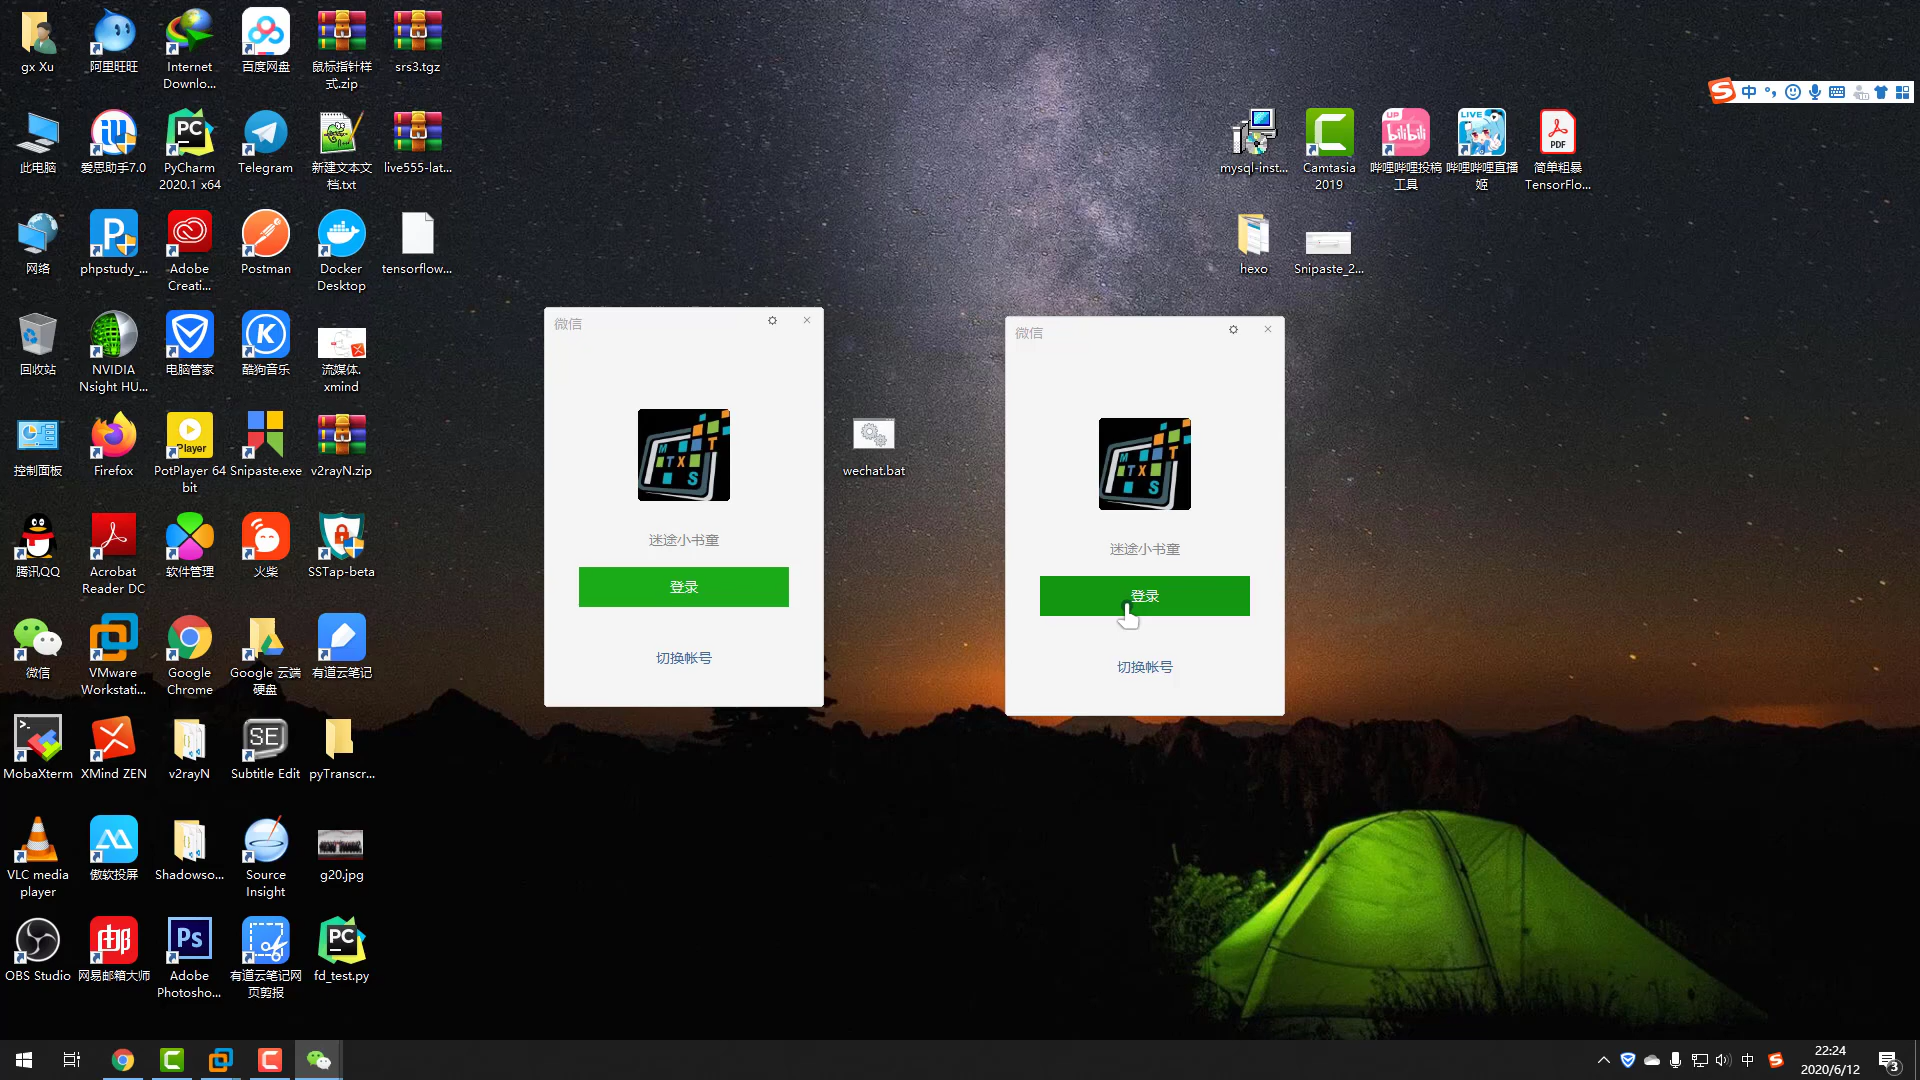 gx Xu
阿里旺旺
Internet
Downlo...
百度网盘
鼠标指针样
式.zip
srs3.tgz
此电脑
爱思助手7.0
PyCharm
2020.1 x64
Telegram
新建文本文
档.txt
live555-lat...
网络
phpstudy_...
Adobe
Creati...
Postman
Docker
Desktop
tensorflow...
回收站
NVIDIA
Nsight HU...
电脑管家
酷狗音乐
流媒体.
xmind
控制面板
Firefox
PotPlayer 64
bit
Snipaste.exe
v2rayN.zip
腾讯QQ
Acrobat
Reader DC
软件管理
火柴
SSTap-beta
微信
VMware
Workstati...
Google
Chrome
Google 云端
硬盘
有道云笔记
MobaXterm
XMind ZEN
v2rayN
Subtitle Edit
pyTranscr...
VLC media
player
傲软投屏
Shadowso...
Source
Insight
g20.jpg
OBS Studio
网易邮箱大师
Adobe
Photosho...
有道云笔记网
页剪报
fd_test.py
mysql-inst...
Camtasia
2019
哔哩哔哩投稿
工具
哔哩哔哩直播
姬
简单粗暴
TensorFlo...
hexo
Snipaste_2...
微信
迷途小书童
登录
切换帐号
wechat.bat
微信
迷途小书童
登录
切换帐号
中
中
22:24
2020/6/12
3